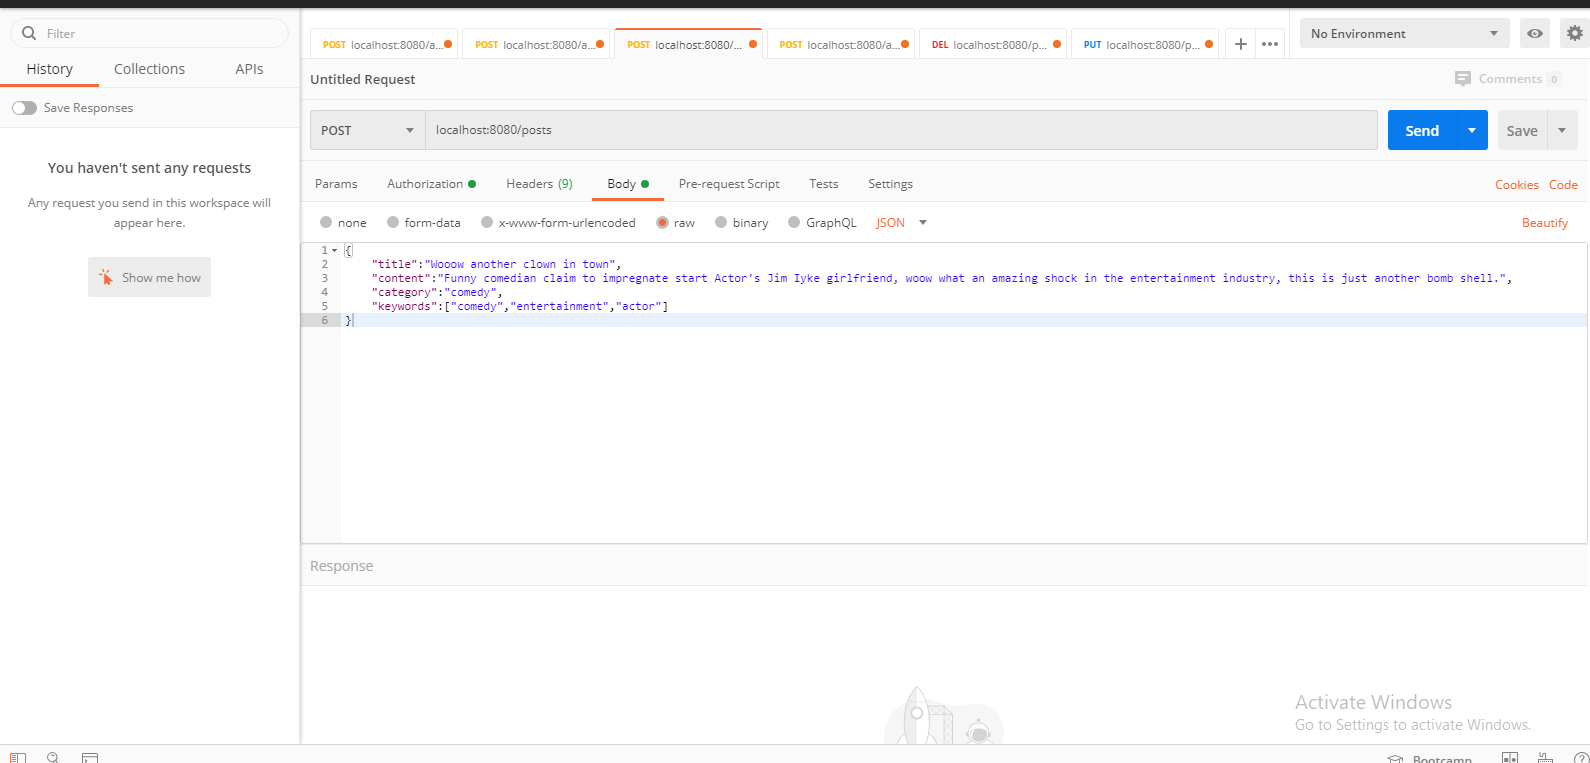 Filter
History Collections APIs
Save Responses
You haven't sent any requests
Any request you send in this workspace will
appear here.
Show me how
POST localhost:8080/a... POST localhost:8080/a... POST localhost:8080/... POST localhost:8080/a... DEL localhost:8080/p... PUT localhost:8080/p... + ...
No Environment
Untitled Request
Comments 0
POST localhost:8080/posts
Send Save
Params Authorization Headers (9) Body Pre-request Script Tests Settings
Cookies Code
none form-data x-www-form-urlencoded raw binary GraphQL JSON
Beautify
1 {
2 "title":"Wooow another clown in town",
3 "content":"Funny comedian claim to impregnate start Actor's Jim Iyke girlfriend, woow what an amazing shock in the entertainment industry, this is just another bomb shell.",
4 "category":"comedy",
5 "keywords":["comedy","entertainment","actor"]
6 }
Response
Activate Windows
Go to Settings to activate Windows.
Bootcamp